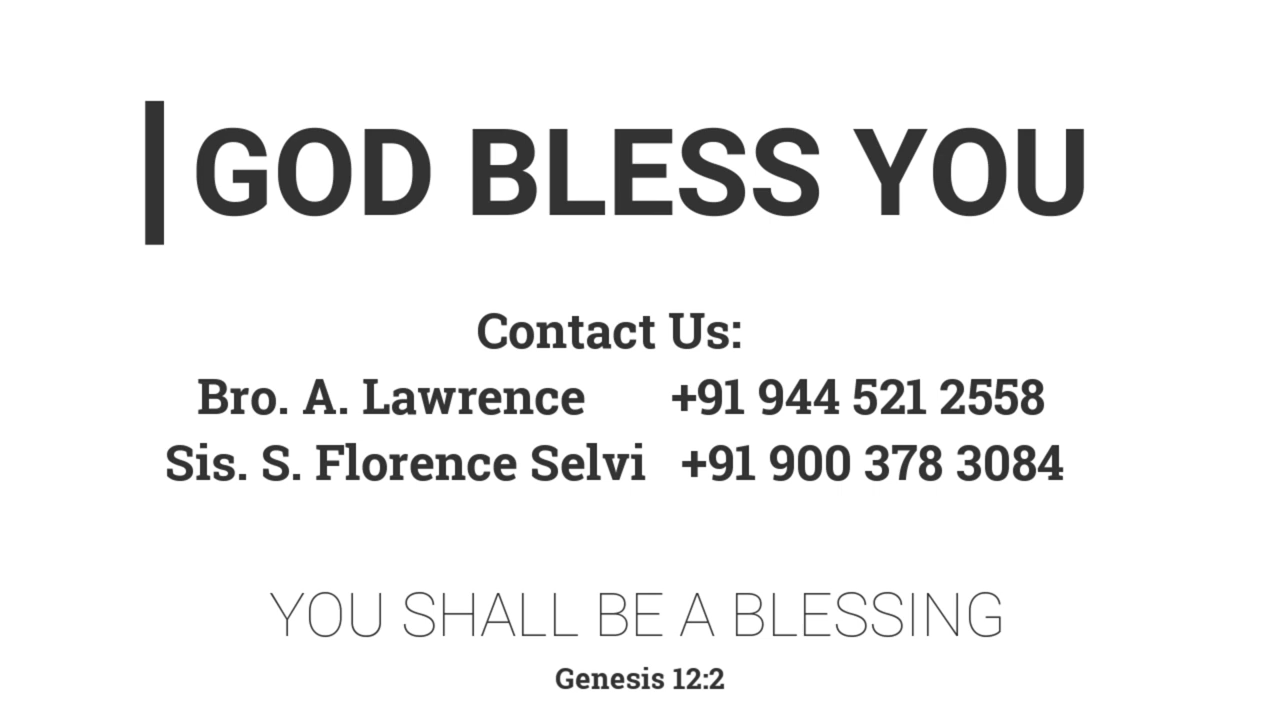 GOD BLESS YOU
Contact Us:
Bro. A. Lawrence +91 944 521 2558
Sis. S. Florence Selvi +91 900 378 3084
YOU SHALL BE A BLESSING
Genesis 12:2